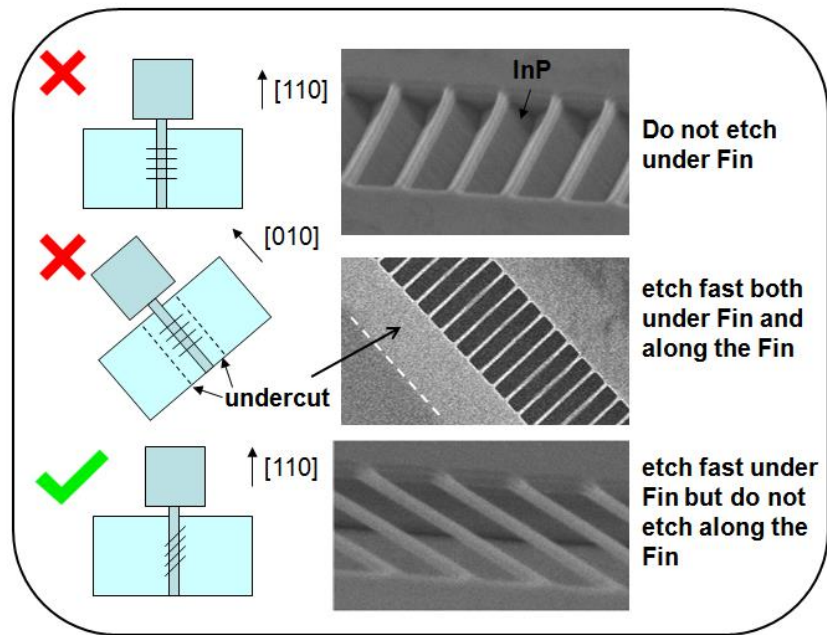 [110]
InP
Do not etch
under Fin
[010]
undercut
etch fast both
under Fin and
along the Fin
[110]
etch fast under
Fin but do not
etch along the
Fin